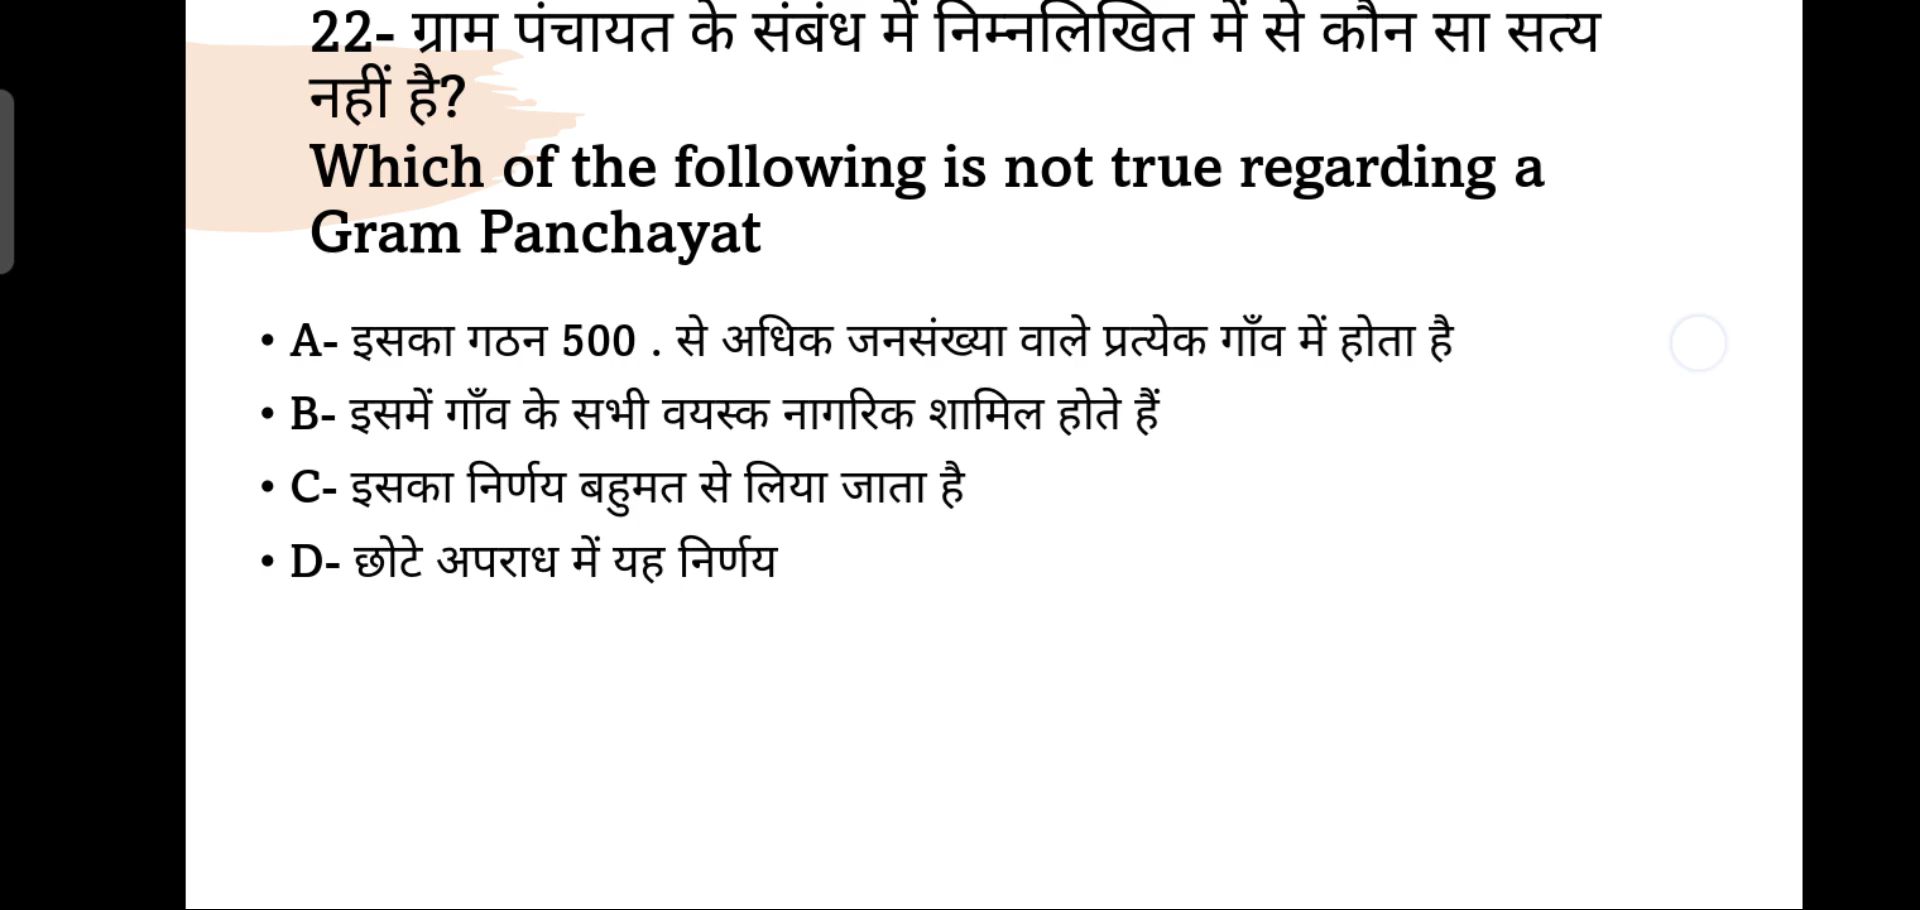 22- ग्राम पंचायत के संबंध में निम्नलिखित में से कौन सा सत्य
नहीं है?
Which of the following is not true regarding a
Gram Panchayat
• A- इसका गठन 500 . से अधिक जनसंख्या वाले प्रत्येक गाँव में होता है
• B- इसमें गाँव के सभी वयस्क नागरिक शामिल होते हैं
• C- इसका निर्णय बहुमत से लिया जाता है
• D- छोटे अपराध में यह निर्णय